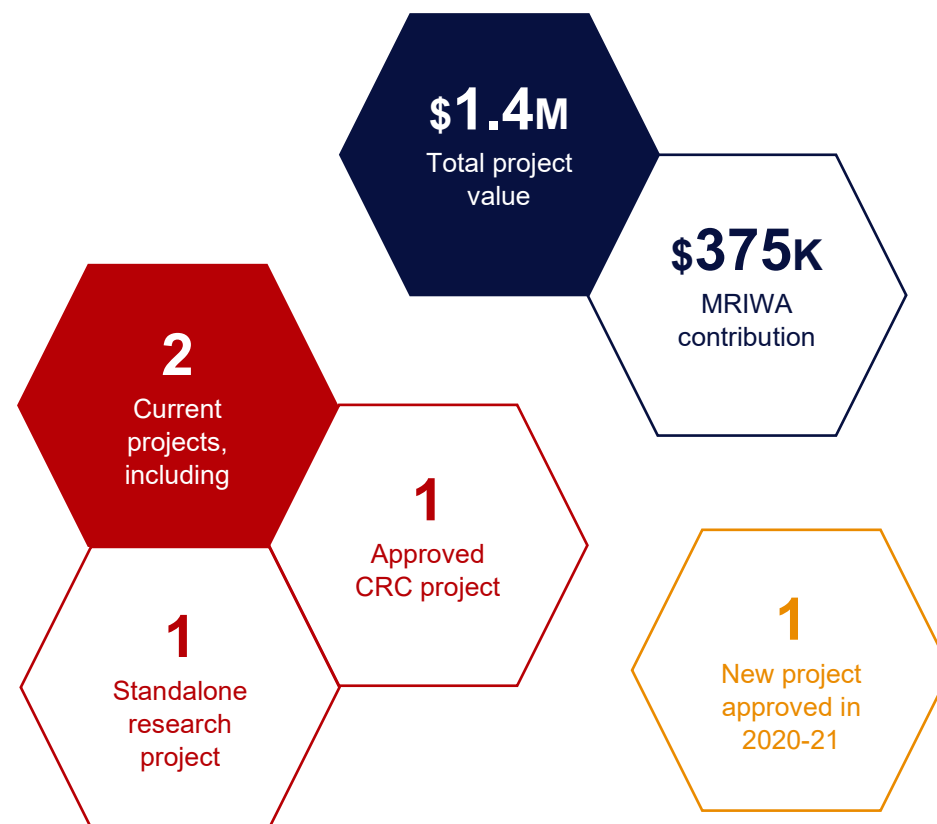 $1.4M
Total project
value
$375K
MRIWA
contribution
2
Current
projects,
including
1
Approved
CRC project
1
Standalone
research
project
1
New project
approved in
2020-21